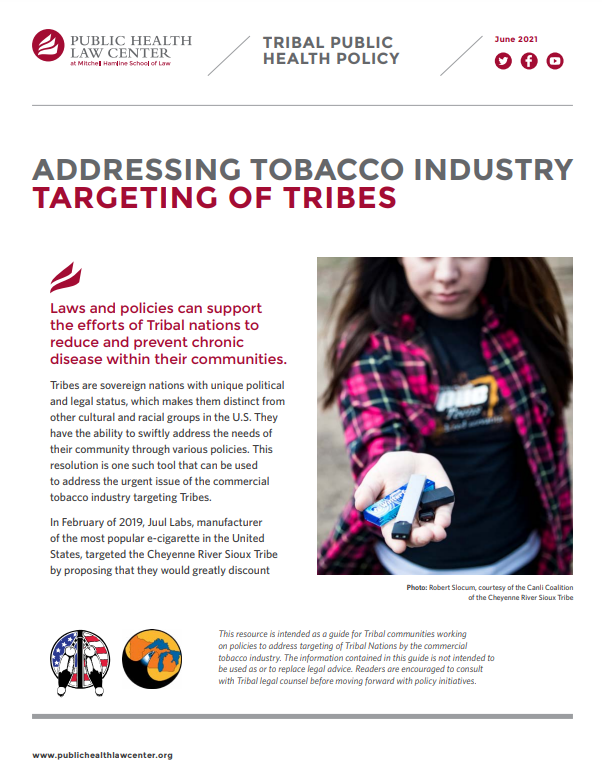 PUBLIC HEALTH
LAW CENTER
at Mitchell Hamline School of Law
TRIBAL PUBLIC
HEALTH POLICY
June 2021
ADDRESSING TOBACCO INDUSTRY
TARGETING OF TRIBES
Laws and policies can support
the efforts of Tribal nations to
reduce and prevent chronic
disease within their communities.
Tribes are sovereign nations with unique political
and legal status, which makes them distinct from
other cultural and racial groups in the U.S. They
have the ability to swiftly address the needs of
their community through various policies. This
resolution is one such tool that can be used
to address the urgent issue of the commercial
tobacco industry targeting Tribes.
In February of 2019, Juul Labs, manufacturer
of the most popular e-cigarette in the United
States, targeted the Cheyenne River Sioux Tribe
by proposing that they would greatly discount
Photo: Robert Slocum, courtesy of the Canli Coalition
of the Cheyenne River Sioux Tribe
This resource is intended as a guide for Tribal communities working
on policies to address targeting of Tribal Nations by the commercial
tobacco industry. The information contained in this guide is not intended to
be used as or to replace legal advice. Readers are encouraged to consult
with Tribal legal counsel before moving forward with policy initiatives.
www.publichealthlawcenter.org